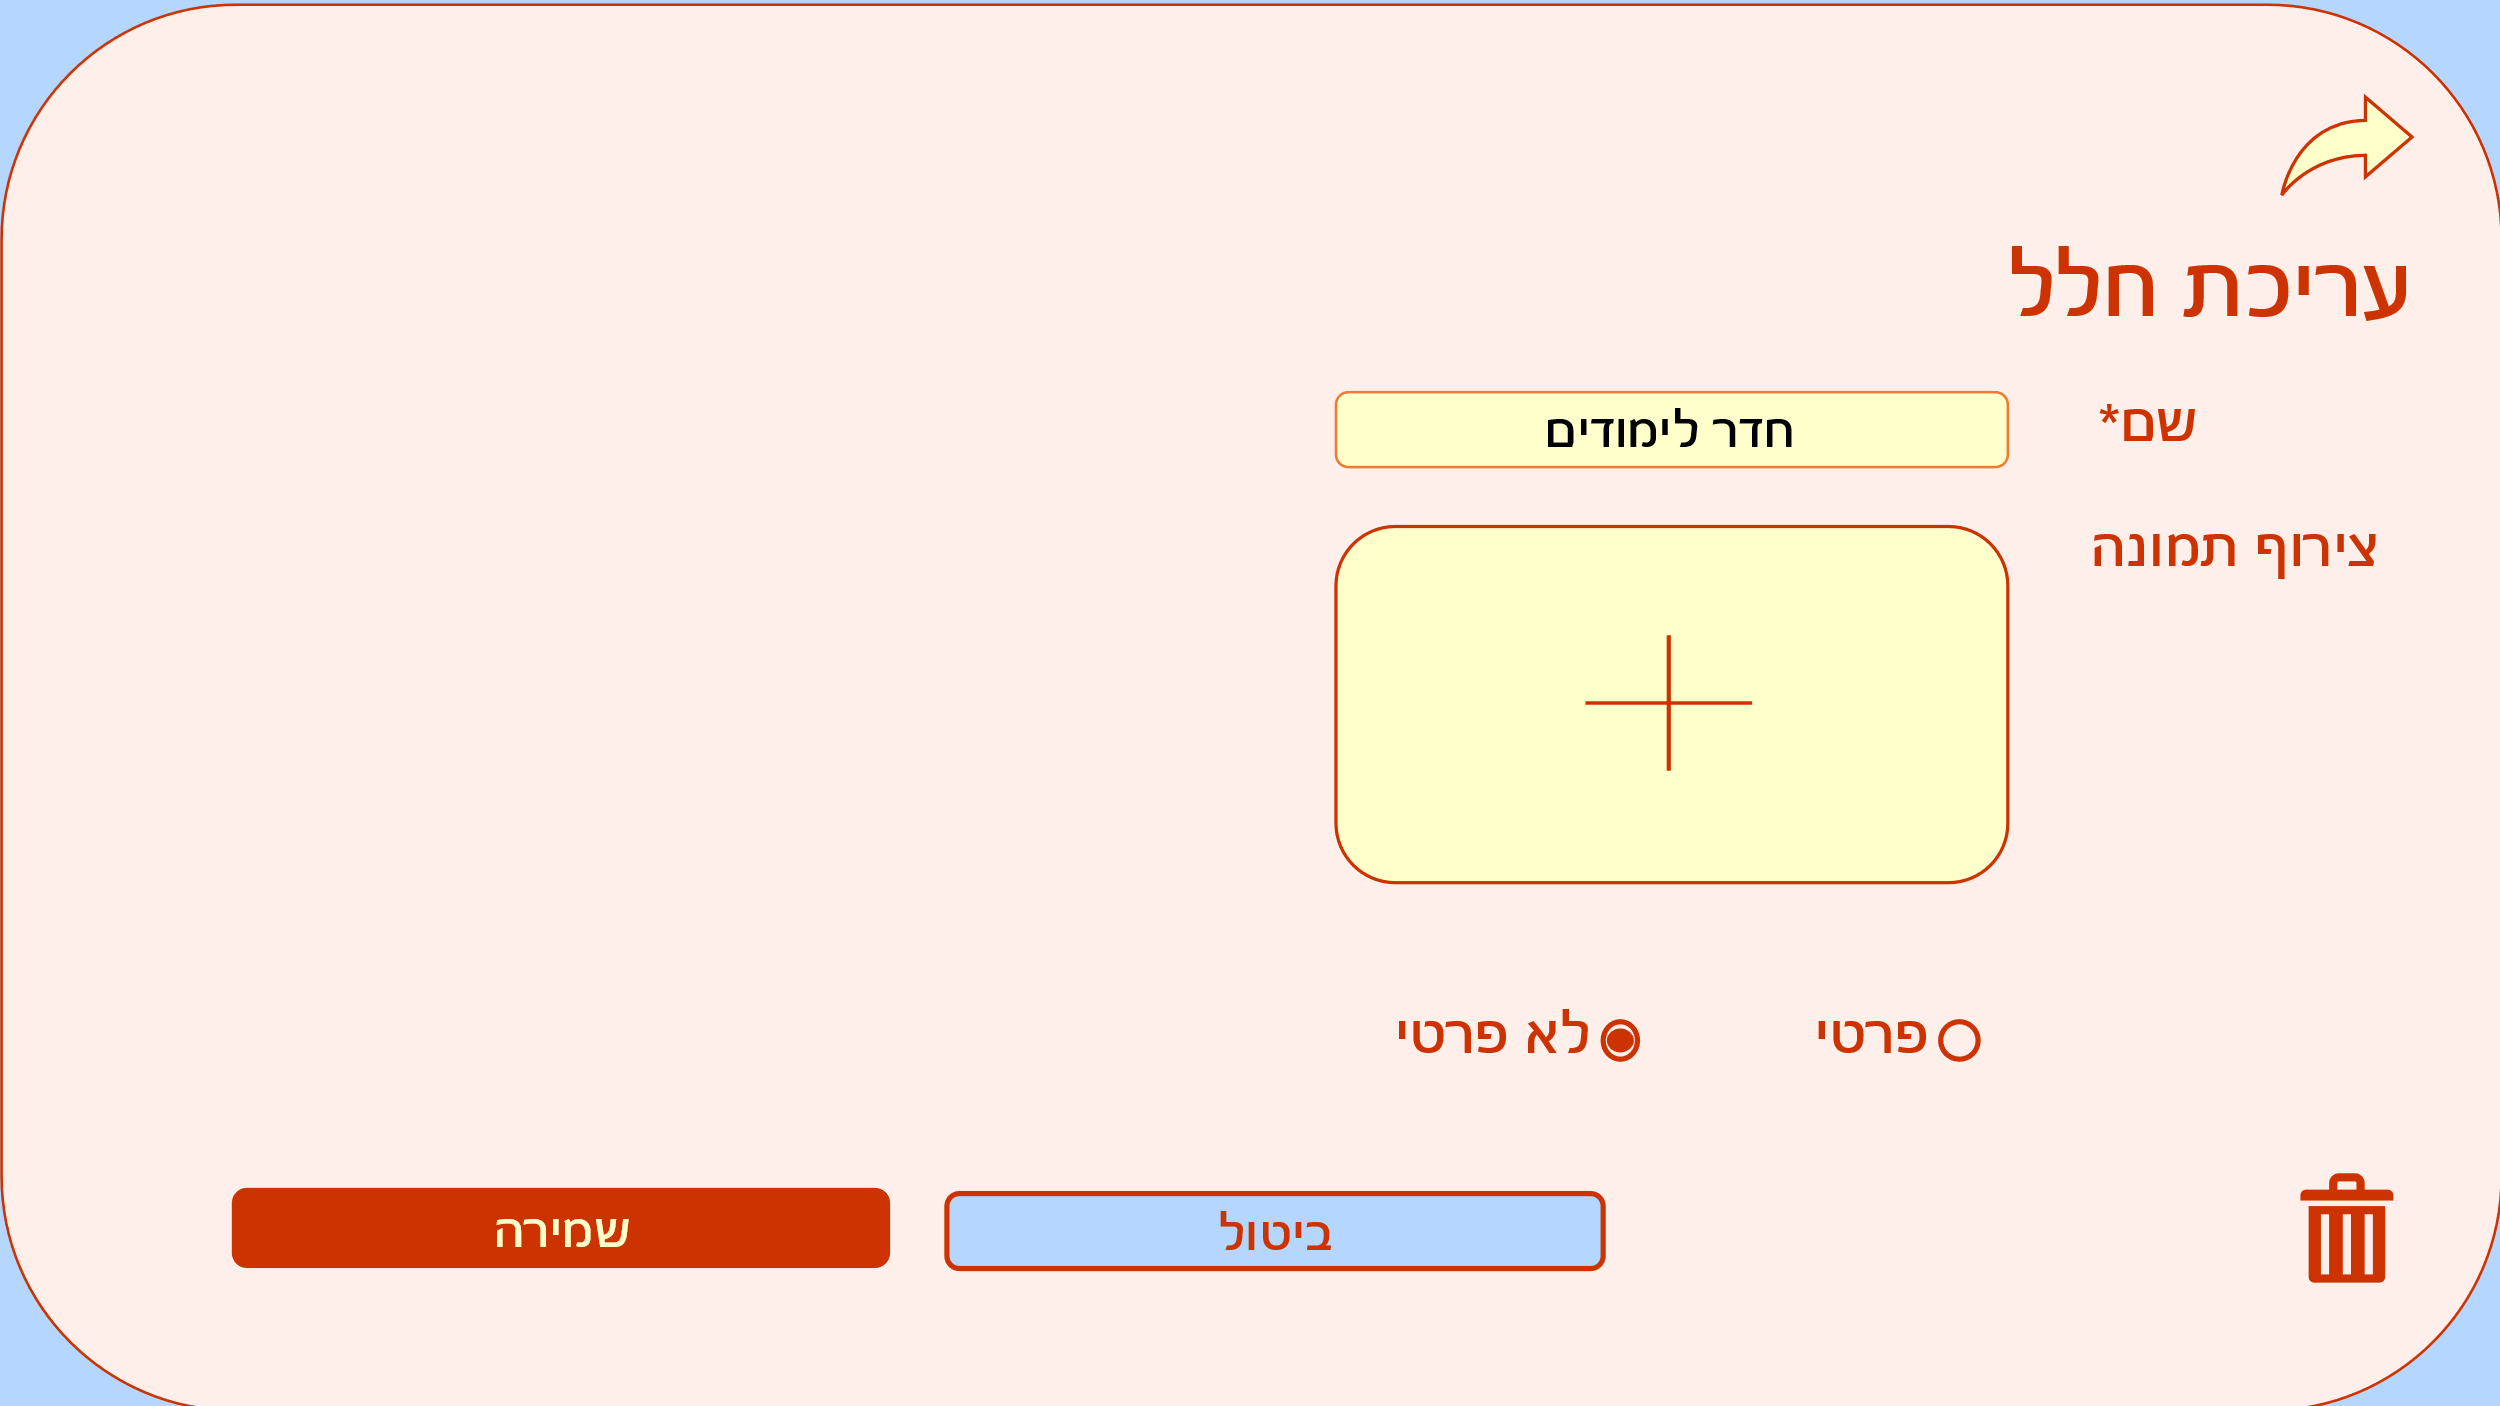 עריכת חלל
שם*
חדר לימודים
צירוף תמונה
פרטי
לא פרטי
ביטול
שמירה